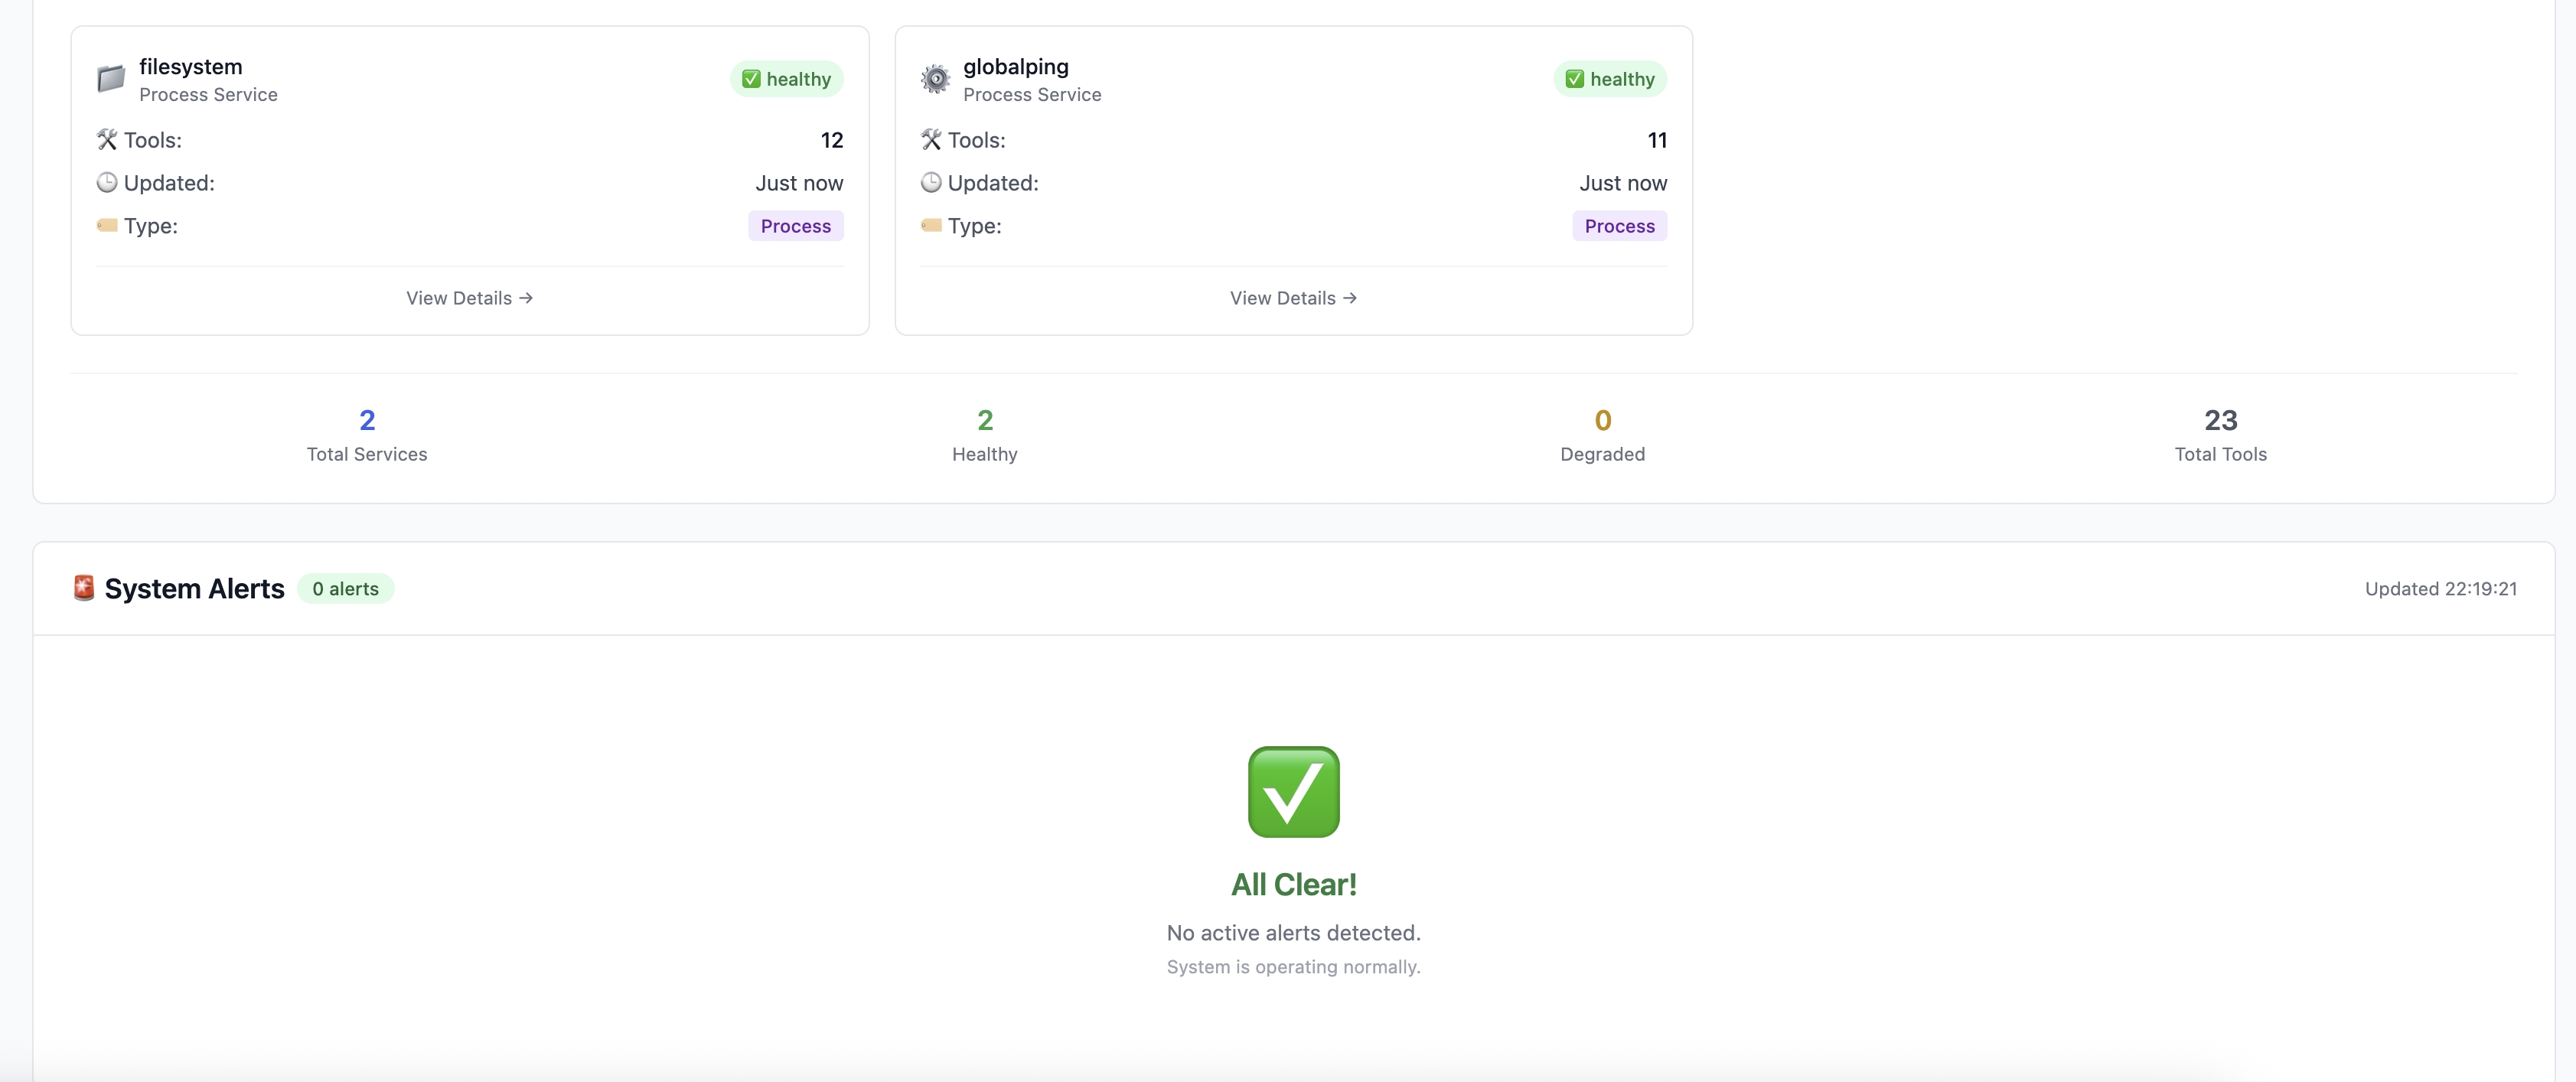 filesystem
Process Service
✅ healthy
🛠 Tools: 12
🕒 Updated: Just now
🏷 Type: Process
View Details →
globalping
Process Service
✅ healthy
🛠 Tools: 11
🕒 Updated: Just now
🏷 Type: Process
View Details →
2
Total Services
2
Healthy
0
Degraded
23
Total Tools
🚨 System Alerts 0 alerts
Updated 22:19:21
All Clear!
No active alerts detected.
System is operating normally.